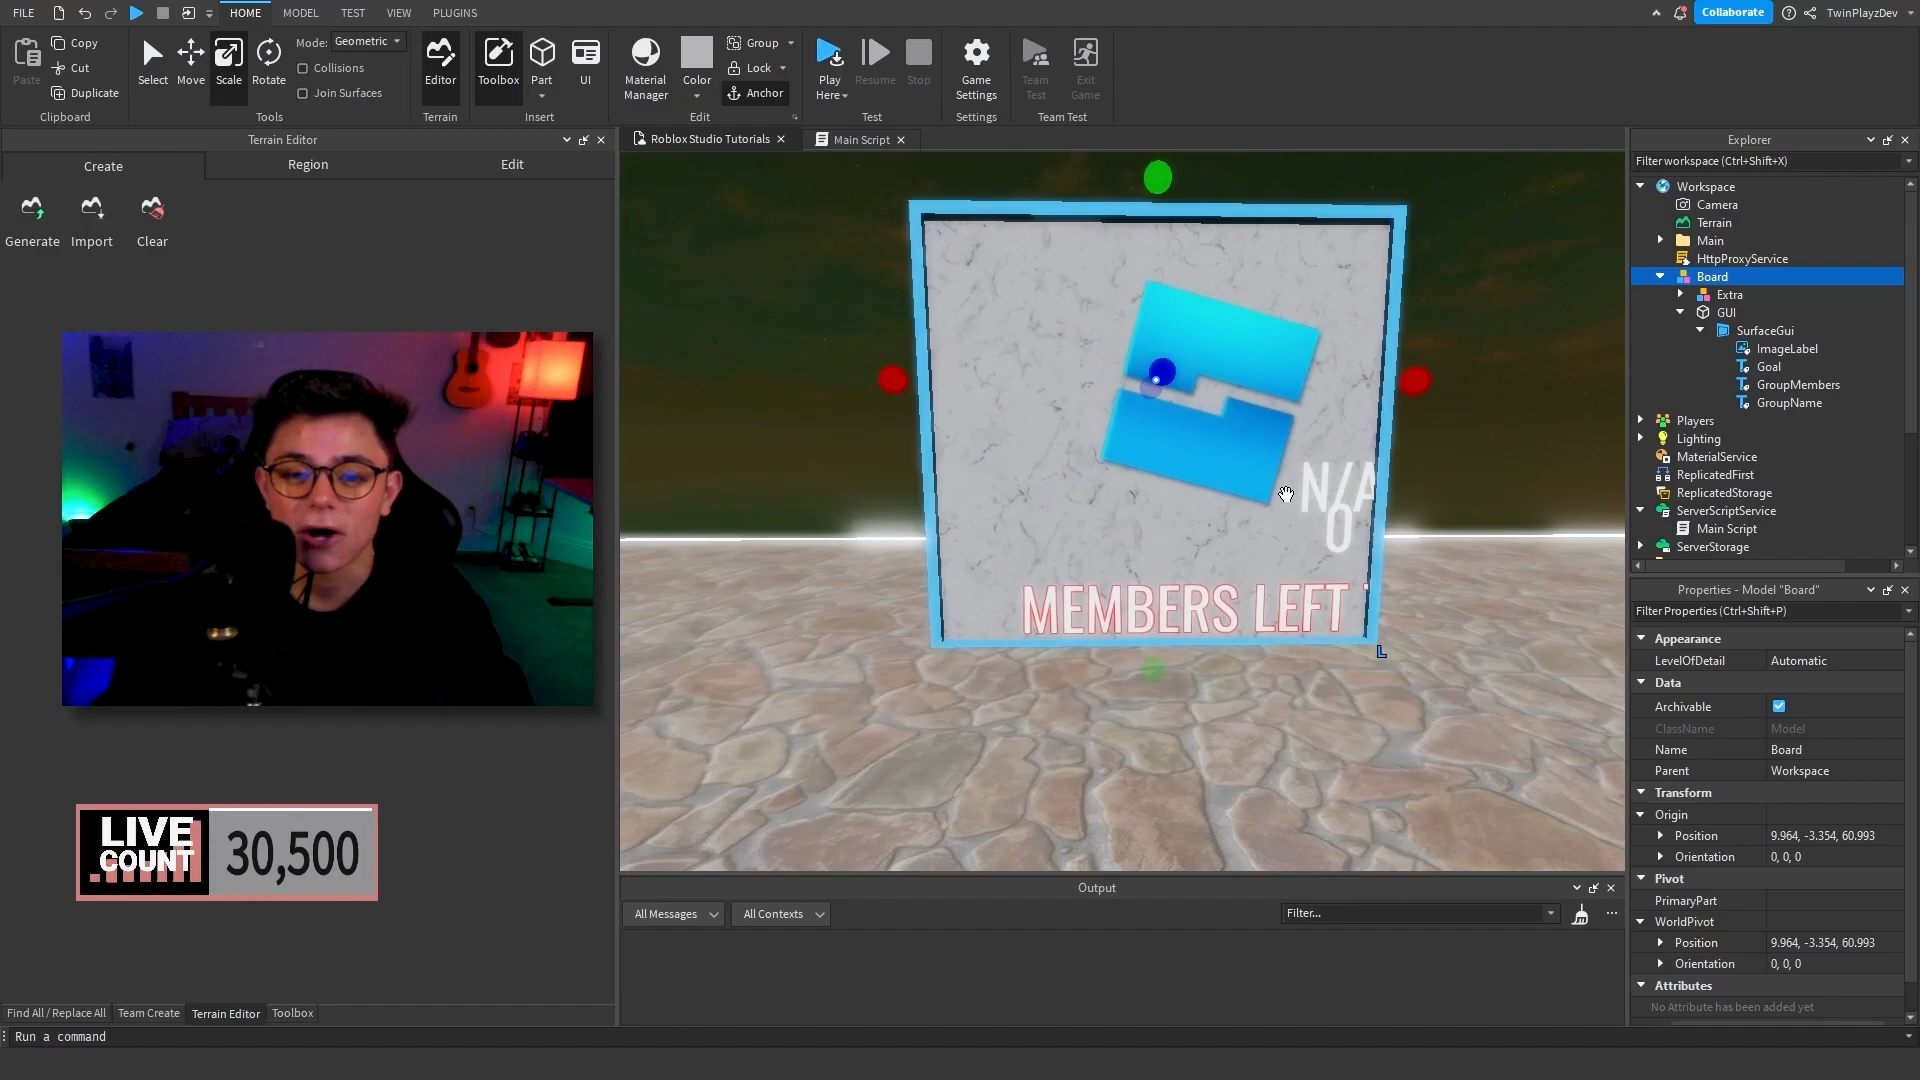 FILE HOME MODEL TEST VIEW PLUGINS Collaborate TwinPlayzDev
Paste Copy Cut Duplicate Clipboard
Select Move Scale Rotate
Mode: Geometric
Collisions
Join Surfaces
Tools
Editor
Terrain
Toolbox Part UI
Insert
Material Manager
Color
Group
Lock
Anchor
Edit
Play Here
Resume Stop
Test
Game Settings
Settings
Team Test
Exit Game
Team Test
Terrain Editor
Create Region Edit
Generate Import Clear
LIVE COUNT
30,500
Find All / Replace All Team Create Terrain Editor Toolbox
Run a command
Roblox Studio Tutorials
Main Script
N/A
0
MEMBERS LEFT
L
Output
All Messages All Contexts Filter...
Explorer
Filter workspace (Ctrl+Shift+X)
Workspace
Camera
Terrain
Main
HttpProxyService
Board
Extra
GUI
SurfaceGui
ImageLabel
Goal
GroupMembers
GroupName
Players
Lighting
MaterialService
ReplicatedFirst
ReplicatedStorage
ServerScriptService
Main Script
ServerStorage
Properties - Model "Board"
Filter Properties (Ctrl+Shift+P)
Appearance
LevelOfDetail Automatic
Data
Archivable
ClassName Model
Name Board
Parent Workspace
Transform
Origin
Position 9.964, -3.354, 60.993
Orientation 0, 0, 0
Pivot
PrimaryPart
WorldPivot
Position 9.964, -3.354, 60.993
Orientation 0, 0, 0
Attributes
No Attribute has been added yet